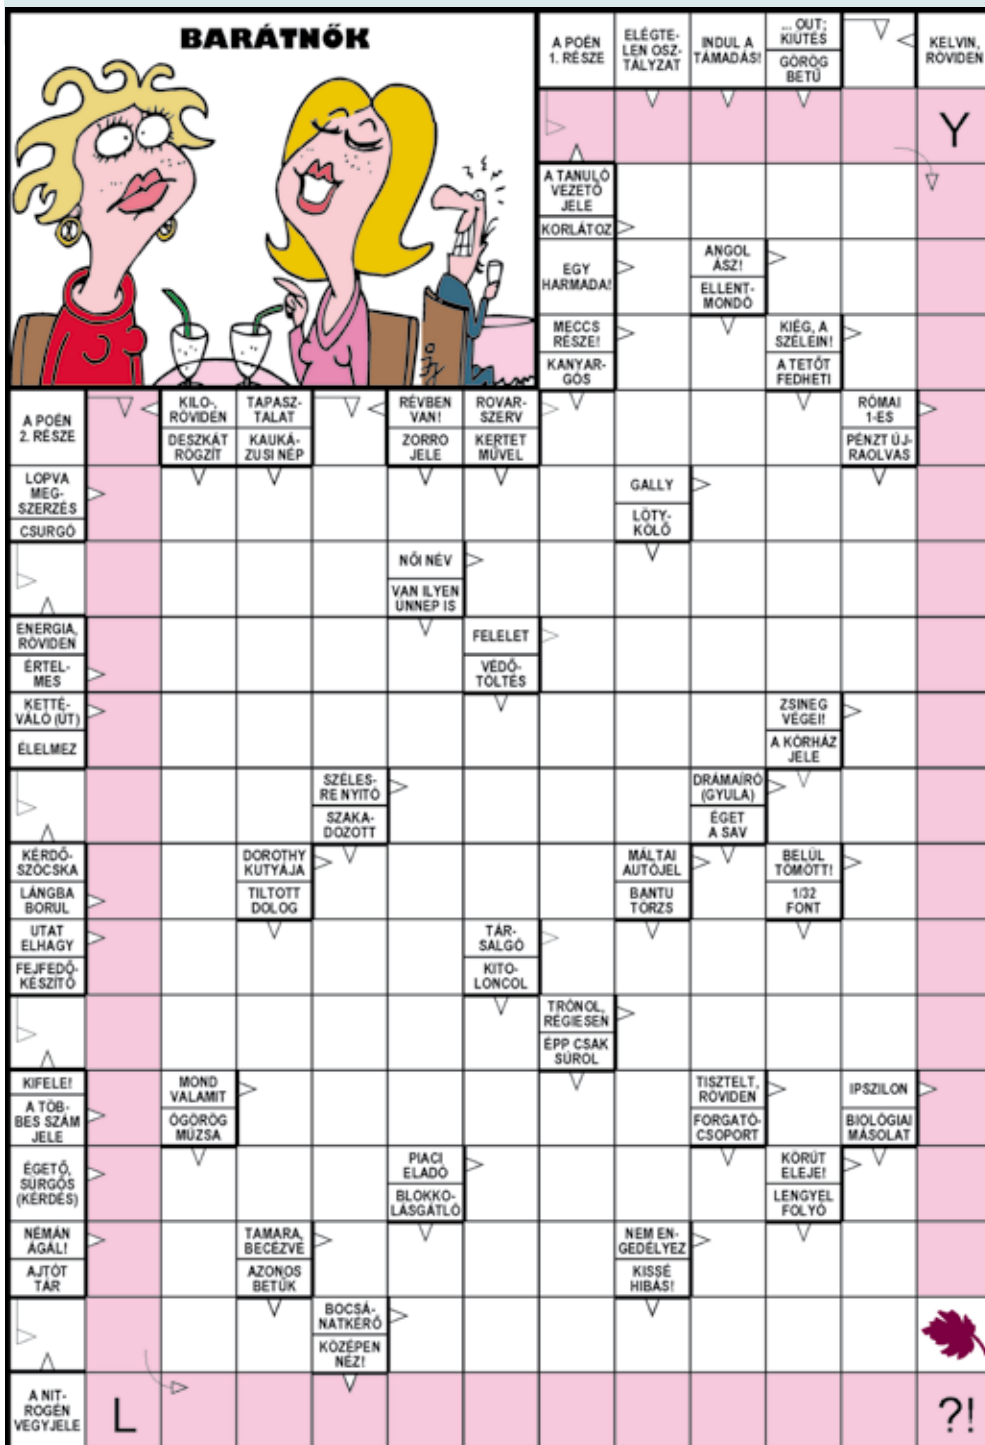 BARÁTNŐK
A POÉN
1. RÉSZE
ELÉGTE-
LEN OSZ-
TÁLYZAT
INDUL A
TÁMADÁS!
... OUT;
KIÜTÉS
GÖRÖG
BETŰ
KELVIN,
RÖVIDEN
Y
A TANULÓ
VEZETŐ
JELE
KORLÁTOZ
EGY
HARMADA!
ANGOL
ÁSZ!
ELLENT-
MONDÓ
MECCS
RÉSZE!
KANYAR-
GÓS
KIÉG, A
SZÉLEIN!
A TETŐT
FEDHETI
A POÉN
2. RÉSZE
KILO-,
RÖVIDEN
DESZKÁT
RÖGZÍT
TAPASZ-
TALAT
KAUKÁ-
ZUSI NÉP
RÉVBEN
VAN!
ZORRO
JELE
ROVAR-
SZERV
KERTET
MŰVEL
RÓMAI
1-ES
PÉNZT ÚJ-
RAOLVAS
LOPVA
MEG-
SZERZÉS
CSURGÓ
GALLY
LÖTY-
KÖLŐ
NŐI NÉV
VAN ILYEN
ÜNNEP IS
ENERGIA,
RÖVIDEN
ÉRTEL-
MES
FELELET
VÉDŐ-
TÖLTÉS
KETTÉ-
VÁLÓ (ÚT)
ÉLELMEZ
ZSINEG
VÉGEI!
A KÓRHÁZ
JELE
SZÉLES-
RE NYITÓ
SZAKA-
DOZOTT
DRÁMAÍRÓ
(GYULA)
ÉGET
A SAV
KÉRDŐ-
SZÓCSKA
LÁNGBA
BORUL
DOROTHY
KUTYÁJA
TILTOTT
DOLOG
MÁLTAI
AUTÓJEL
BANTU
TÖRZS
BELÜL
TÖMÖTT!
1/32
FONT
UTAT
ELHAGY
FEJFEDŐ-
KÉSZÍTŐ
TÁR-
SALGÓ
KITO-
LONCOL
TRÓNOL,
RÉGIESEN
ÉPP CSAK
SÚROL
KIFELÉ!
A TÖB-
BES SZÁM
JELE
MOND
VALAMIT
ÓGÖRÖG
MÚZSA
TISZTELT,
RÖVIDEN
FORGATÓ-
CSOPORT
IPSZILON
BIOLÓGIAI
MÁSOLAT
ÉGETŐ,
SÜRGŐS
(KÉRDÉS)
PIACI
ELADÓ
BLOKKO-
LÁSGÁTLÓ
KÖRÚT
ELEJE!
LENGYEL
FOLYÓ
NÉMÁN
ÁGÁL!
AJTÓT
TÁR
TAMARA,
BECÉZVE
AZONOS
BETŰK
NEM EN-
GEDÉLYEZ
KISSÉ
HIBÁS!
BOCSÁ-
NATKÉRŐ
KÖZÉPEN
NÉZ!
A NIT-
ROGÉN
VEGYJELE
L
?!